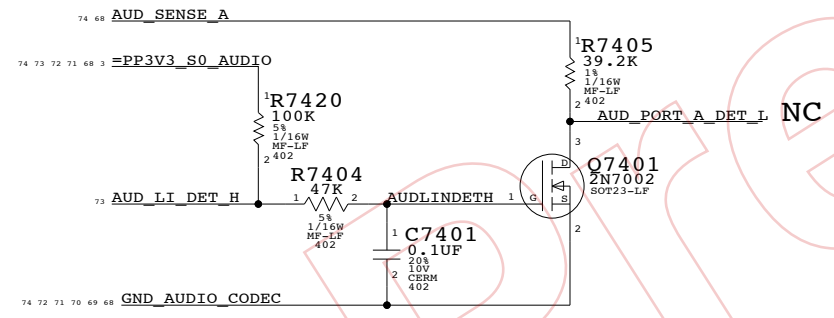 74 68 AUD_SENSE_A
74 73 72 71 68 3 =PP3V3_S0_AUDIO
1
R7405
39.2K
1%
1/16W
MF-LF
402
2
1
R7420
100K
5%
1/16W
MF-LF
402
2
AUD_PORT_A_DET_L NC
3
D
Q7401
2N7002
SOT23-LF
G
S
1
2
R7404
47K
73 AUD_LI_DET_H
1
2
5%
1/16W
MF-LF
402
AUDLINDETH
1
C7401
0.1UF
20%
10V
CERM
402
2
74 72 71 70 69 68 GND_AUDIO_CODEC
Pre